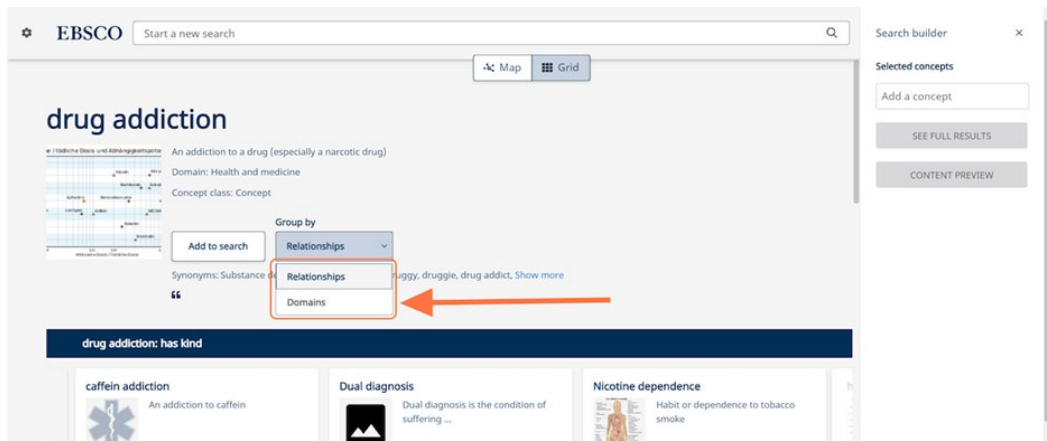 EBSCO
Start a new search
Search builder
Map
Grid
Selected concepts
Add a concept
drug addiction
SEE FULL RESULTS
An addiction to a drug (especially a narcotic drug)
Domain: Health and medicine
CONTENT PREVIEW
Concept class: Concept
Group by
Add to search
Relationships
Synonyms: Substance
druggie, drug addict, Show more
Relationships
Domains
drug addiction: has kind
caffein addiction
An addiction to caffein
Dual diagnosis
Dual diagnosis is the condition of
suffering ...
Nicotine dependence
Habit or dependence to tobacco
smoke